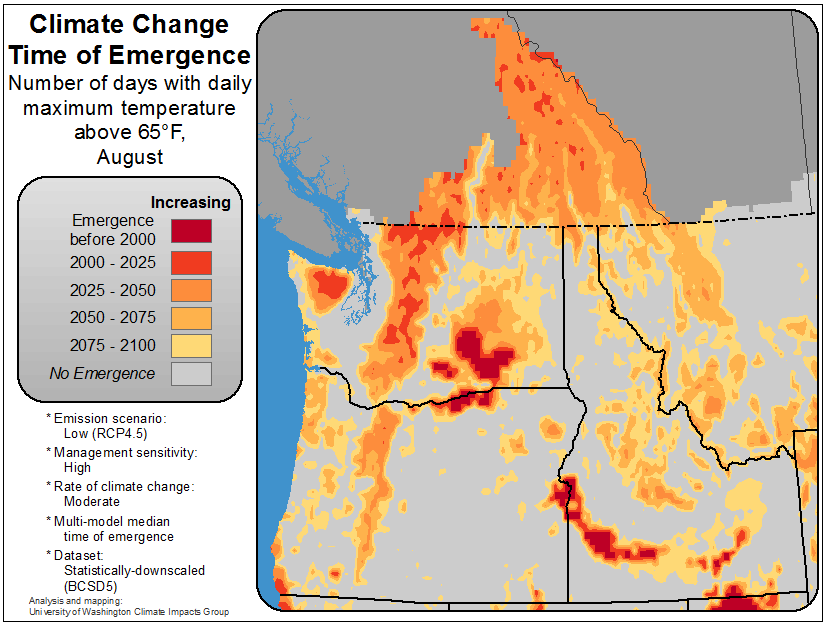 Climate Change
Time of Emergence
Number of days with daily
maximum temperature
above 65°F,
August
Increasing
Emergence
before 2000
2000 - 2025
2025 - 2050
2050 - 2075
2075 - 2100
No Emergence
* Emission scenario:
Low (RCP4.5)
* Management sensitivity:
High
* Rate of climate change:
Moderate
* Multi-model median
time of emergence
* Dataset:
Statistically-downscaled
(BCSD5)
Analysis and mapping:
University of Washington Climate Impacts Group